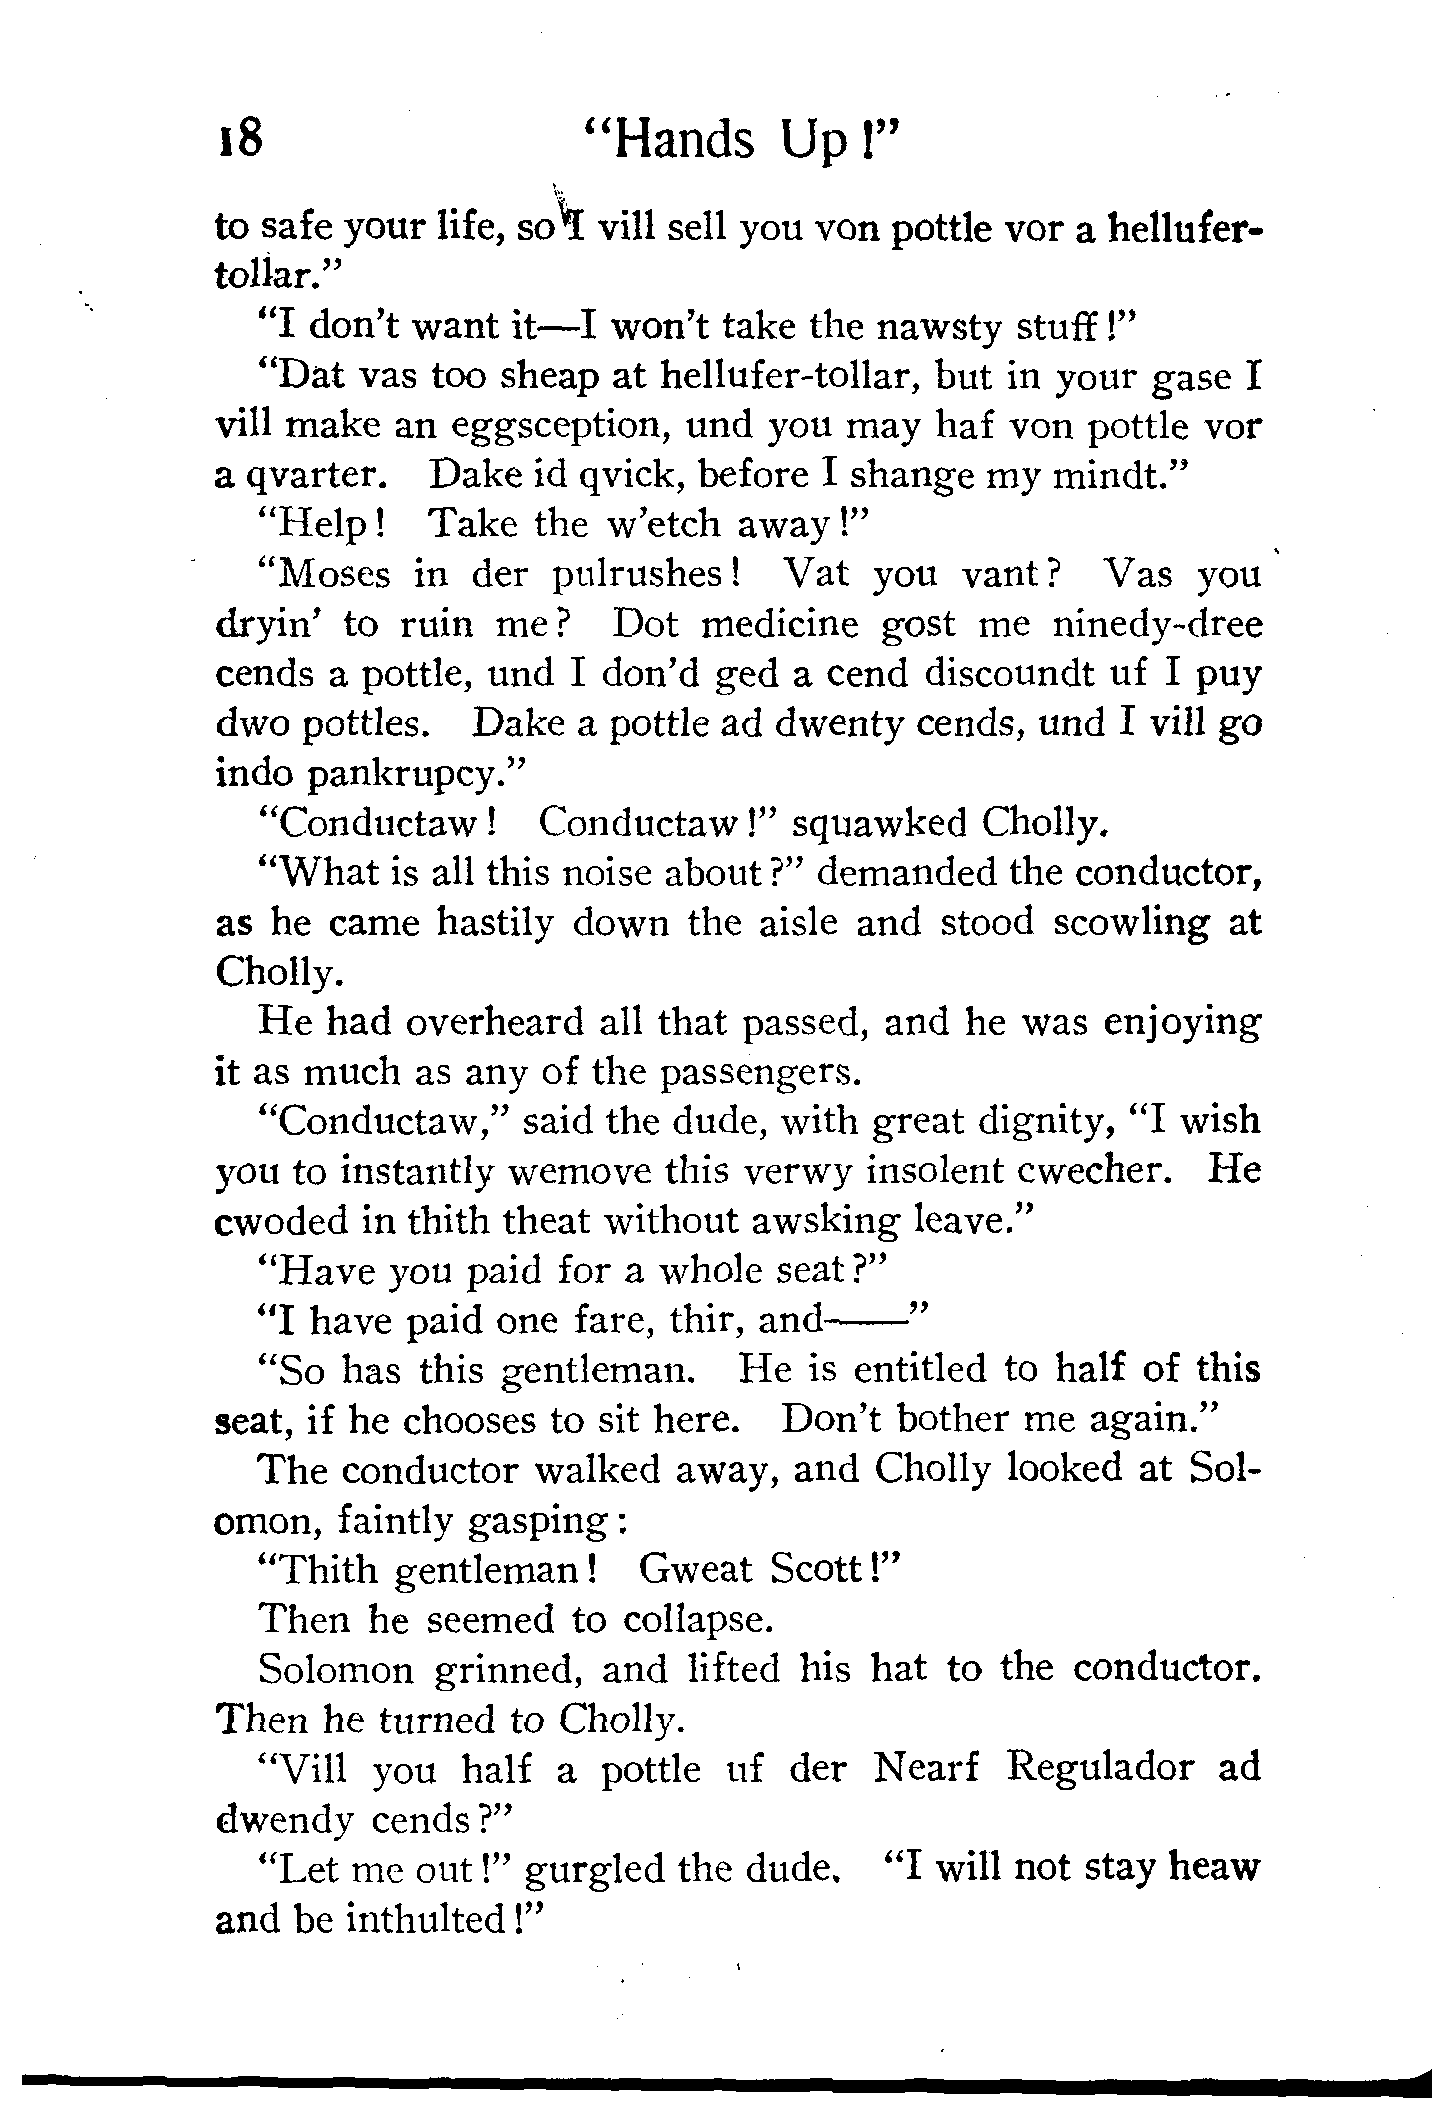 18 "Hands Up!"
to safe your life, so I vill sell you von pottle vor a hellufer-
tollar."
"I don't want it—I won't take the nawsty stuff!"
"Dat vas too sheap at hellufer-tollar, but in your gase I
vill make an eggsception, und you may haf von pottle vor
a qvarter. Dake id qvick, before I shange my mindt."
"Help! Take the w'etch away!"
"Moses in der pulrushes! Vat you vant? Vas you
dryin' to ruin me? Dot medicine gost me ninedy-dree
cends a pottle, und I don'd ged a cend discoundt uf I puy
dwo pottles. Dake a pottle ad dwenty cends, und I vill go
indo pankrupcy."
"Conductaw! Conductaw!" squawked Cholly.
"What is all this noise about?" demanded the conductor,
as he came hastily down the aisle and stood scowling at
Cholly.
He had overheard all that passed, and he was enjoying
it as much as any of the passengers.
"Conductaw," said the dude, with great dignity, "I wish
you to instantly wemove this verwy insolent cwecher. He
cwoded in thith theat without awsking leave."
"Have you paid for a whole seat?"
"I have paid one fare, thir, and——"
"So has this gentleman. He is entitled to half of this
seat, if he chooses to sit here. Don't bother me again."
The conductor walked away, and Cholly looked at Sol-
omon, faintly gasping:
"Thith gentleman! Gweat Scott!"
Then he seemed to collapse.
Solomon grinned, and lifted his hat to the conductor.
Then he turned to Cholly.
"Vill you half a pottle uf der Nearf Regulador ad
dwendy cends?"
"Let me out!" gurgled the dude. "I will not stay heaw
and be inthulted!"